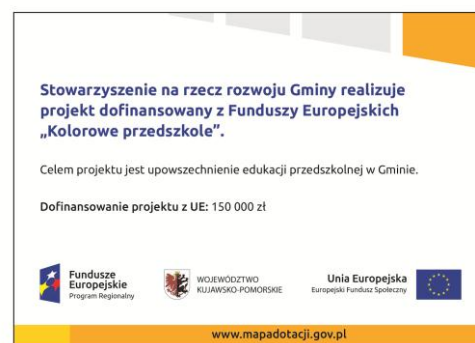 Stowarzyszenie na rzecz rozwoju Gminy realizuje
projekt dofinansowany z Funduszy Europejskich
„Kolorowe przedszkole”.
Celem projektu jest upowszechnienie edukacji przedszkolnej w Gminie.
Dofinansowanie projektu z UE: 150 000 zł
Fundusze
Europejskie
Program Regionalny
WOJEWÓDZTWO
KUJAWSKO-POMORSKIE
Unia Europejska
Europejski Fundusz Społeczny
www.mapadotacji.gov.pl